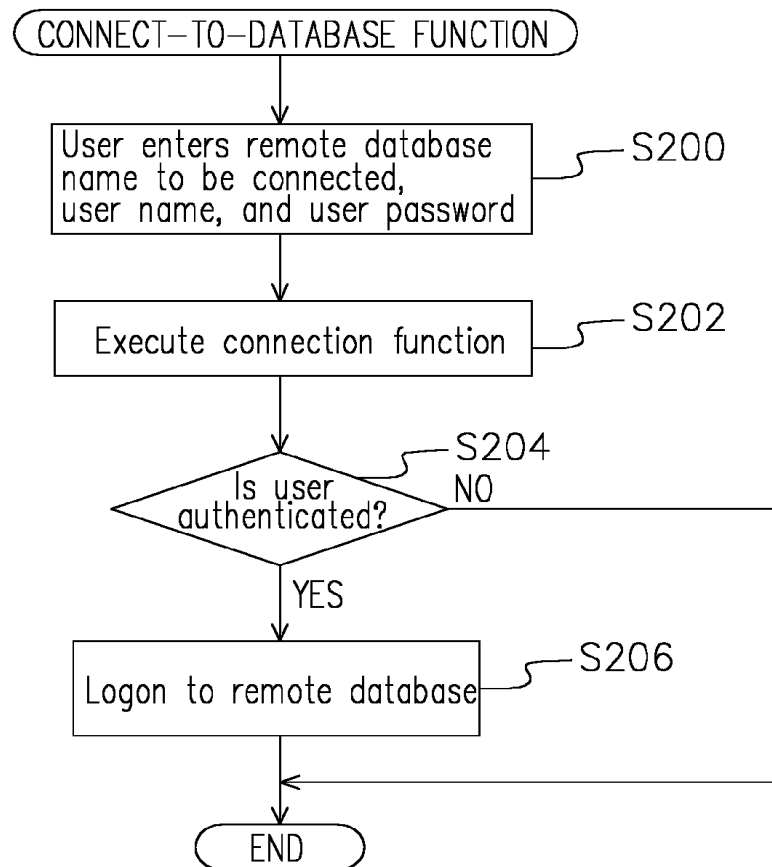 CONNECT-TO-DATABASE FUNCTION
User enters remote database
name to be connected,
user name, and user password
S200
Execute connection function
S202
S204
Is user
authenticated?
NO
YES
Logon to remote database
S206
END